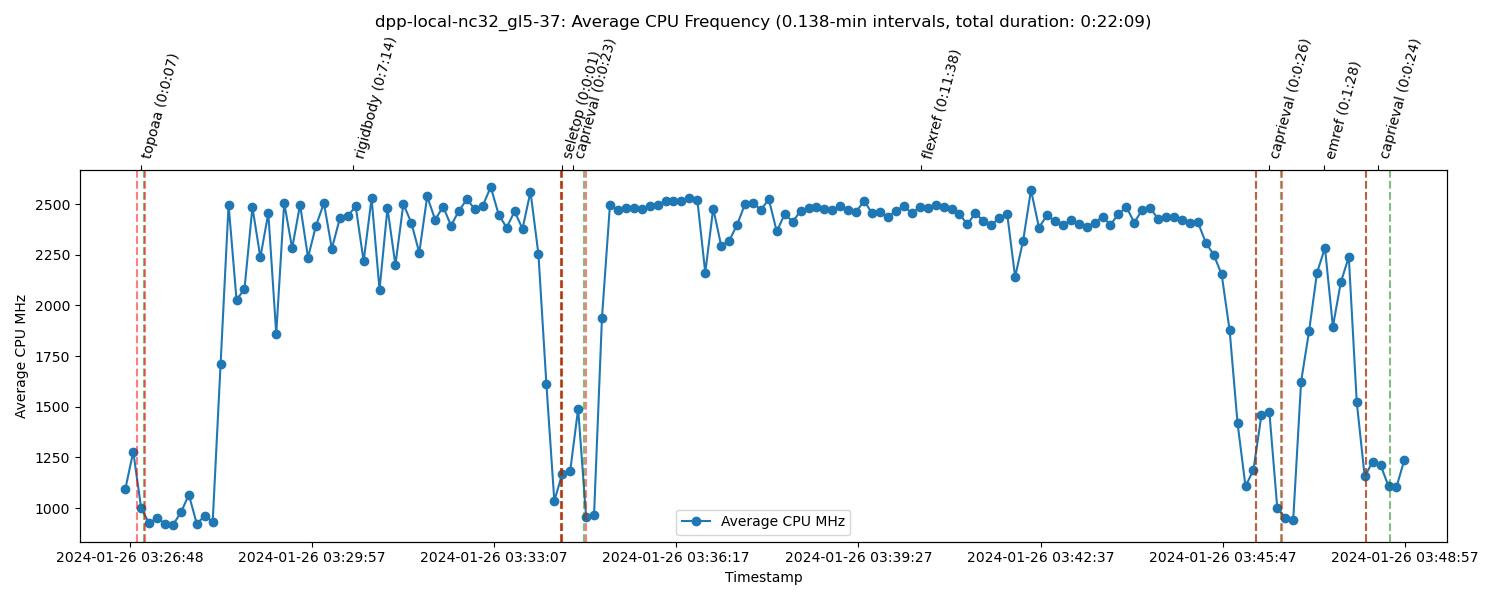 dpp-local-nc32_gl5-37: Average CPU Frequency (0.138-min intervals, total duration: 0:22:09)
topoaa (0:0:07)
rigidbody (0:7:14)
seletop (0:0:01)
caprieval (0:0:23)
flexref (0:11:38)
caprieval (0:0:26)
emref (0:1:28)
caprieval (0:0:24)
Average CPU MHz
2500
2250
2000
1750
1500
1250
1000
Average CPU MHz
2024-01-26 03:26:48
2024-01-26 03:29:57
2024-01-26 03:33:07
2024-01-26 03:36:17
2024-01-26 03:39:27
2024-01-26 03:42:37
2024-01-26 03:45:47
2024-01-26 03:48:57
Timestamp